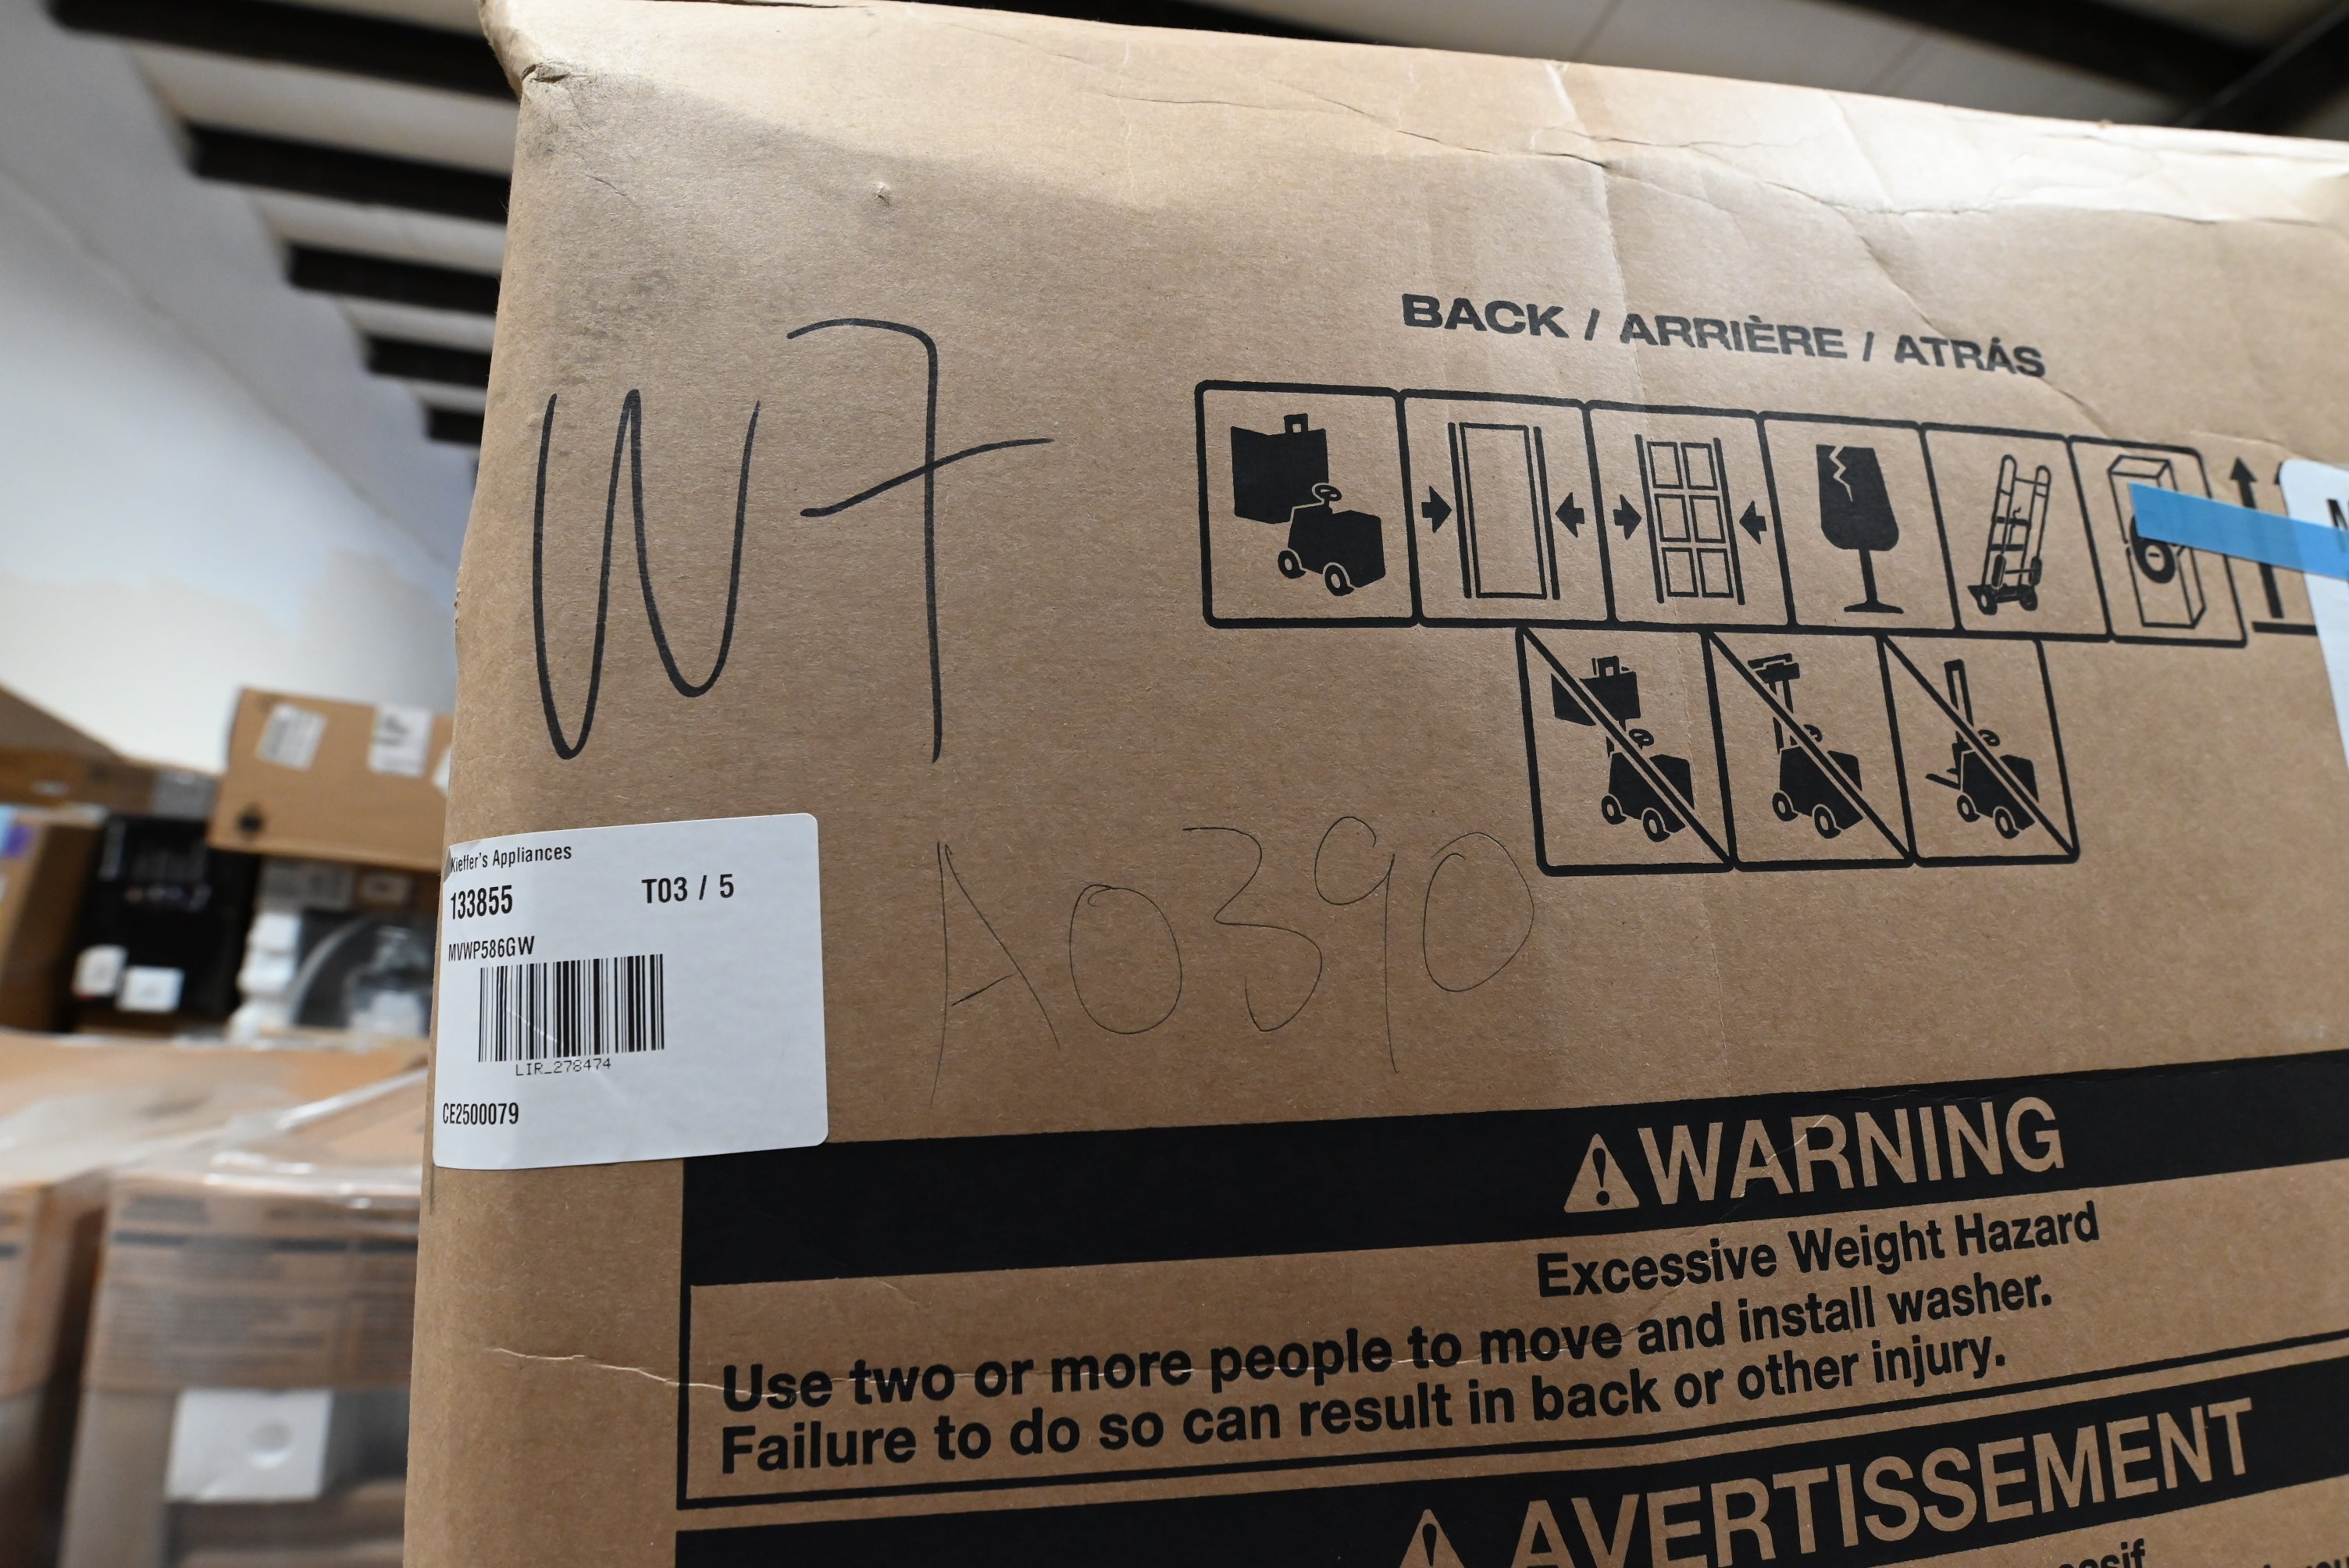 BACK / ARRIÈRE / ATRÁS
W7
6
Kieffer's Appliances
133855 T03 / 5
MVWP586GW
LIR_278474
CE2500079
A0390
WARNING
Excessive Weight Hazard
Use two or more people to move and install washer.
Failure to do so can result in back or other injury.
AVERTISSEMENT